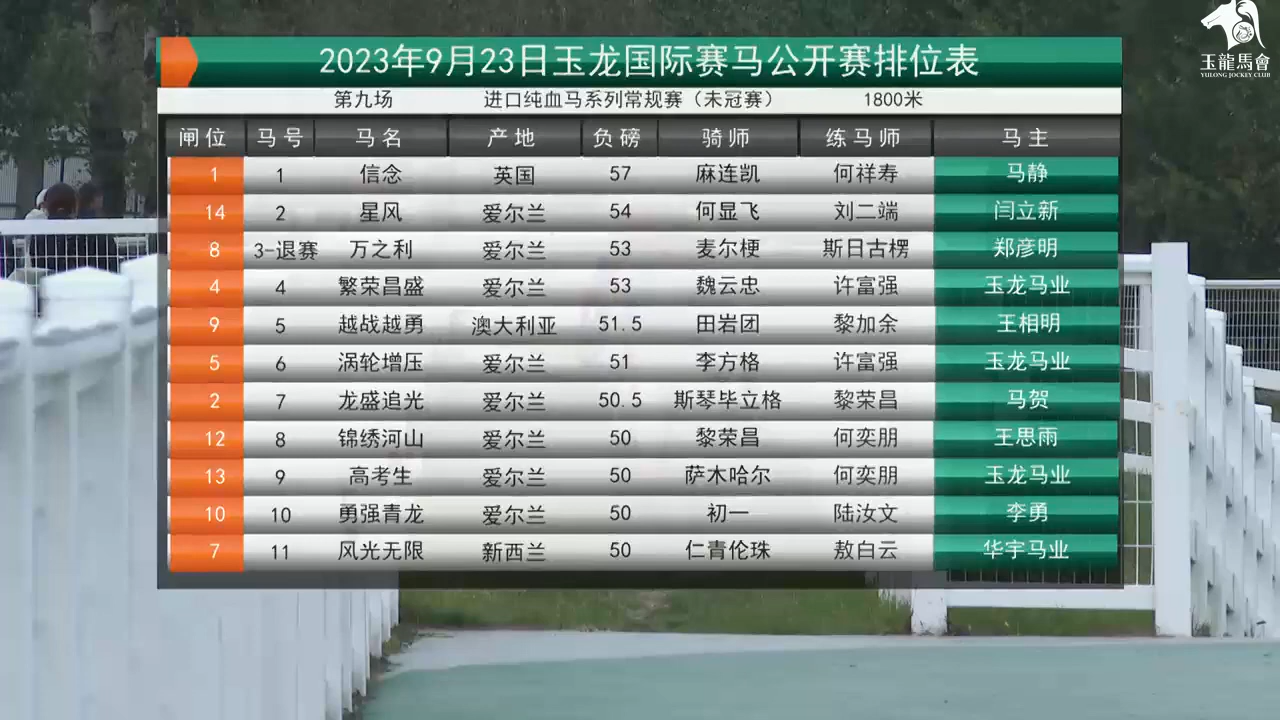 玉龍馬會
YULONG JOCKEY CLUB
2023年9月23日玉龙国际赛马公开赛排位表
第九场 进口纯血马系列常规赛（未冠赛） 1800米
闸位 马号 马名 产地 负磅 骑师 练马师 马主
1 1 信念 英国 57 麻连凯 何祥寿 马静
14 2 星风 爱尔兰 54 何显飞 刘二端 闫立新
8 3-退赛 万之利 爱尔兰 53 麦尔梗 斯日古楞 郑彦明
4 4 繁荣昌盛 爱尔兰 53 魏云忠 许富强 玉龙马业
9 5 越战越勇 澳大利亚 51.5 田岩团 黎加余 王相明
5 6 涡轮增压 爱尔兰 51 李方格 许富强 玉龙马业
2 7 龙盛追光 爱尔兰 50.5 斯琴毕立格 黎荣昌 马贺
12 8 锦绣河山 爱尔兰 50 黎荣昌 何奕朋 王思雨
13 9 高考生 爱尔兰 50 萨木哈尔 何奕朋 玉龙马业
10 10 勇强青龙 爱尔兰 50 初一 陆汝文 李勇
7 11 风光无限 新西兰 50 仁青伦珠 敖白云 华宇马业